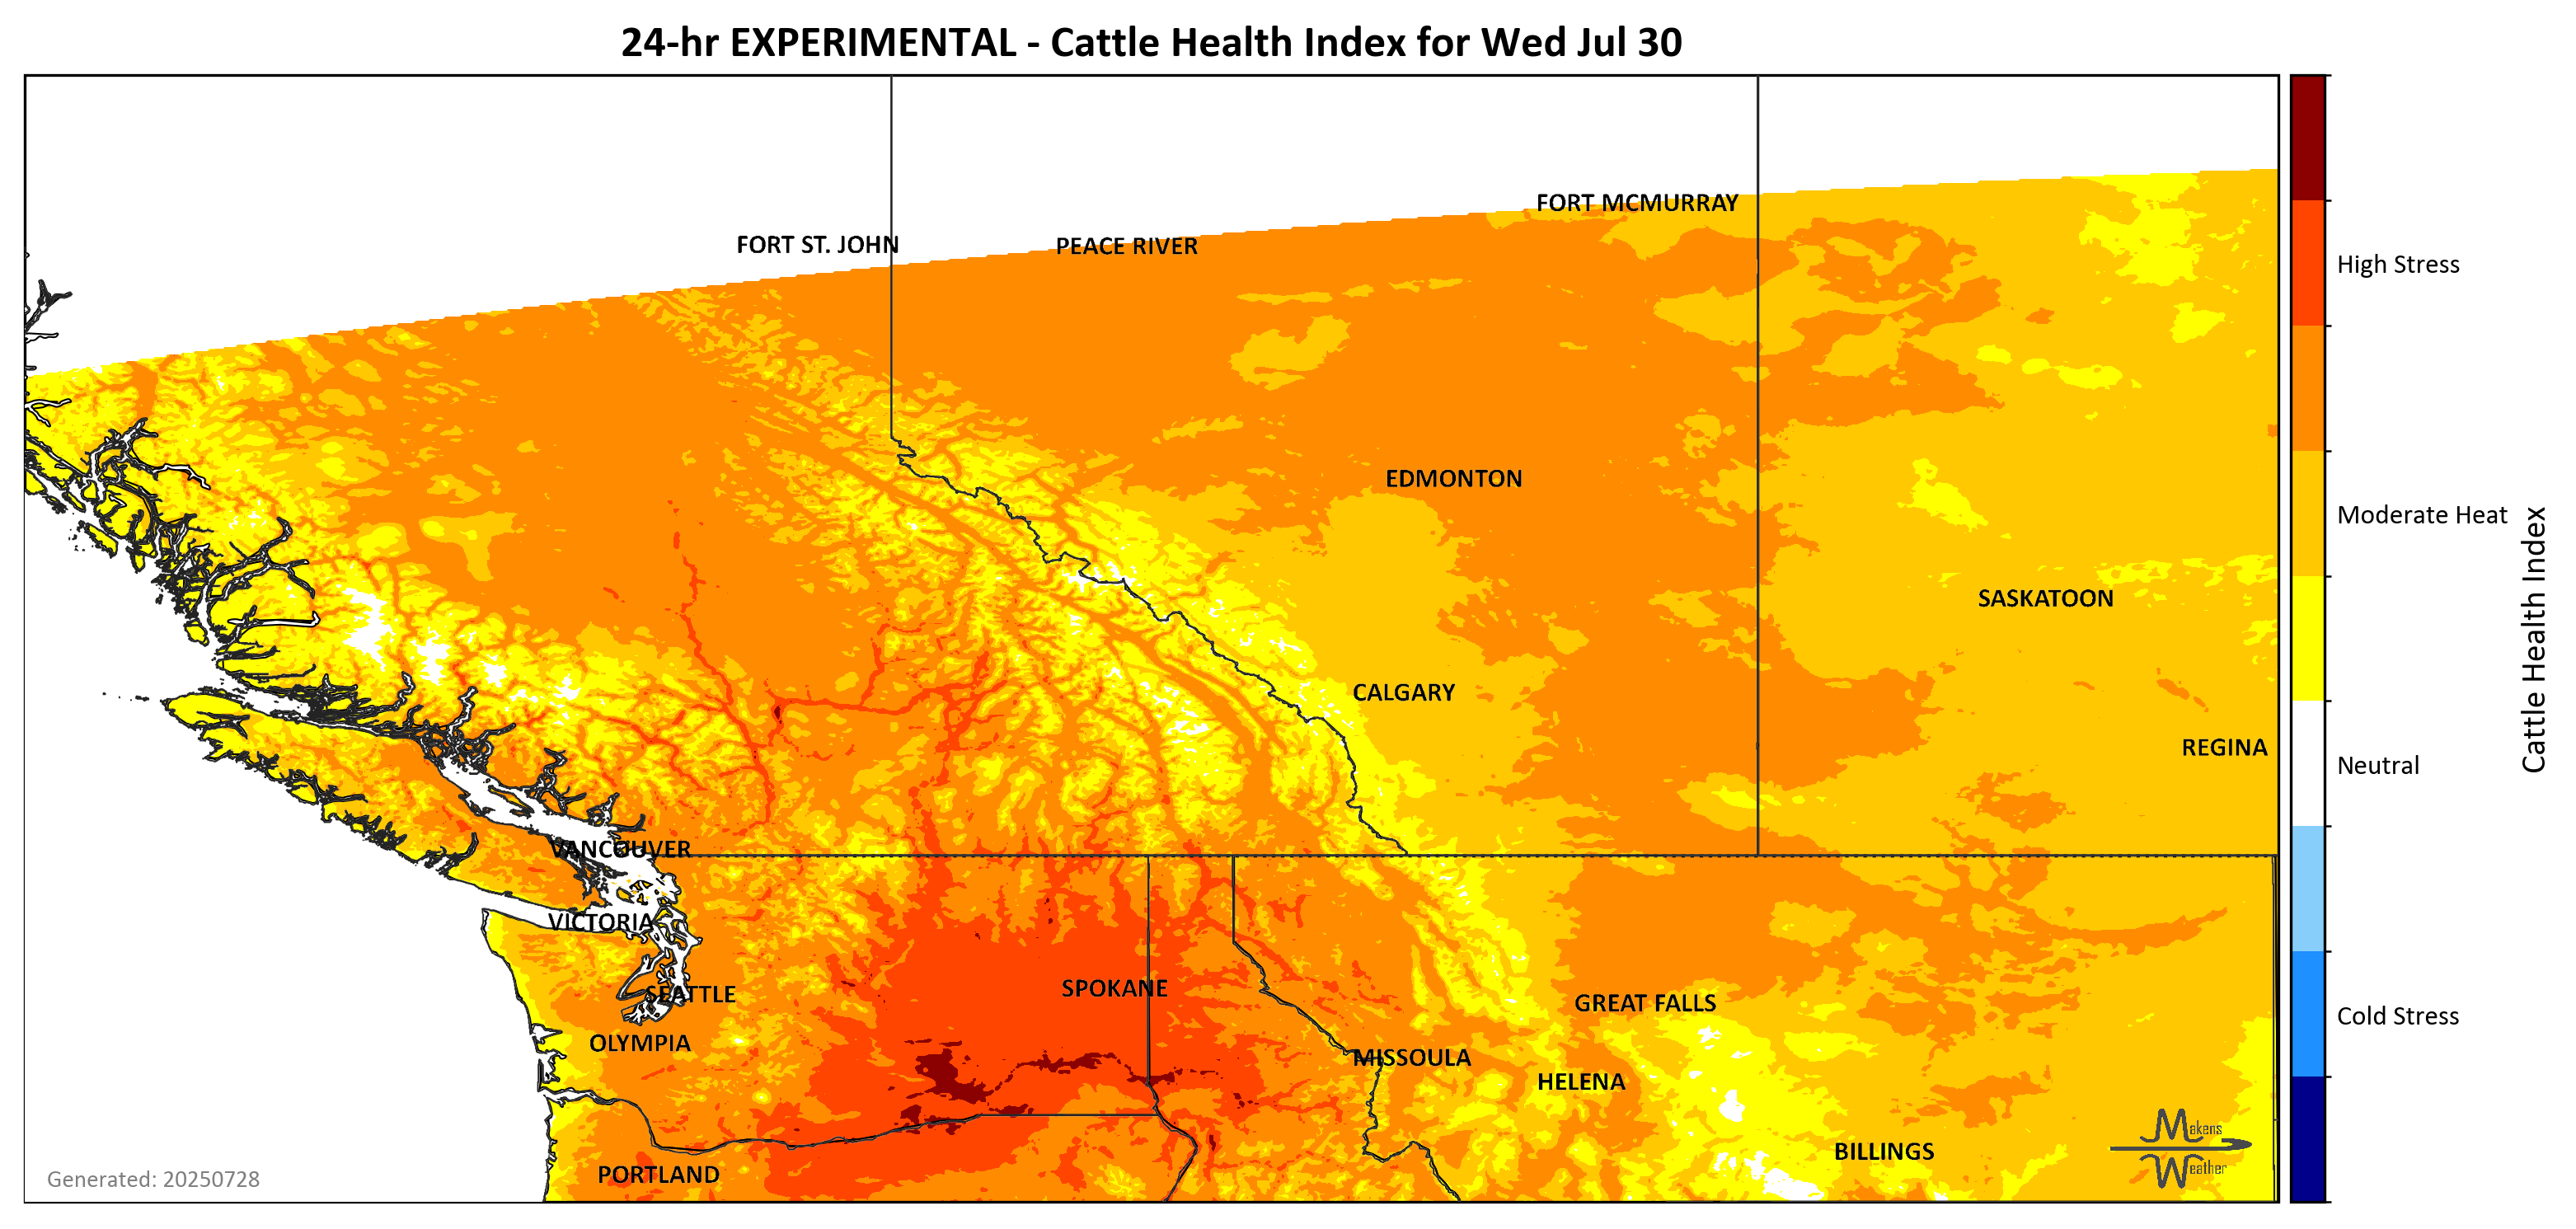 24-hr EXPERIMENTAL - Cattle Health Index for Wed Jul 30
FORT MCMURRAY
FORT ST. JOHN
PEACE RIVER
High Stress
EDMONTON
Moderate Heat
SASKATOON
Cattle Health Index
CALGARY
REGINA
Neutral
VANCOUVER
VICTORIA
SPOKANE
SEATTLE
GREAT FALLS
Cold Stress
OLYMPIA
MISSOULA
HELENA
Makens
Weather
BILLINGS
PORTLAND
Generated: 20250728